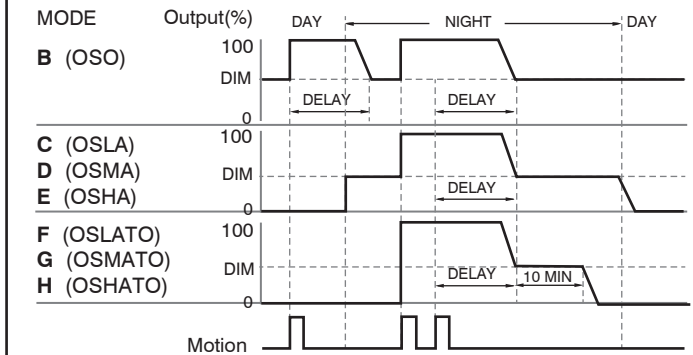 MODE Output(%) DAY NIGHT DAY
B (OSO) 100
DIM
DELAY DELAY
0
C (OSLA) 100
D (OSMA) DIM
E (OSHA) DELAY
0
F (OSLATO) 100
G (OSMATO) DIM
DELAY 10 MIN
H (OSHATO) 0
Motion